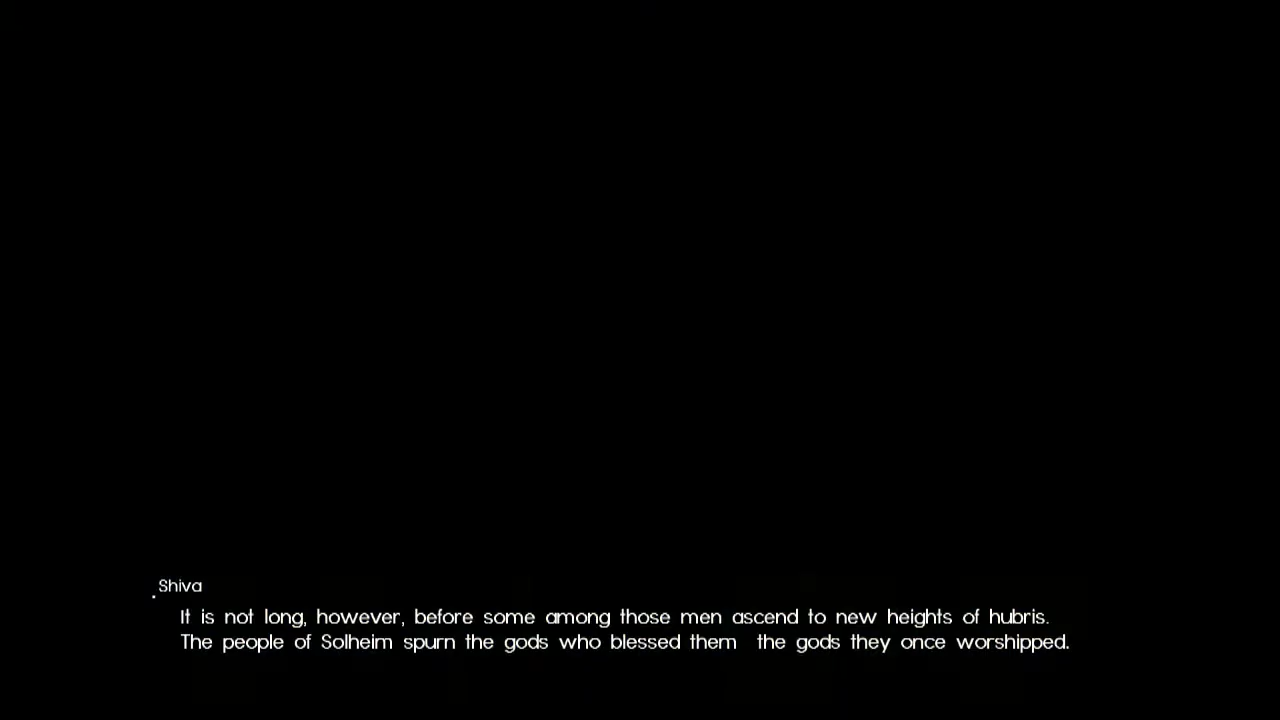 Shiva
It is not long, however, before some among those men ascend to new heights of hubris.
The people of Solheim spurn the gods who blessed them  the gods they once worshipped.